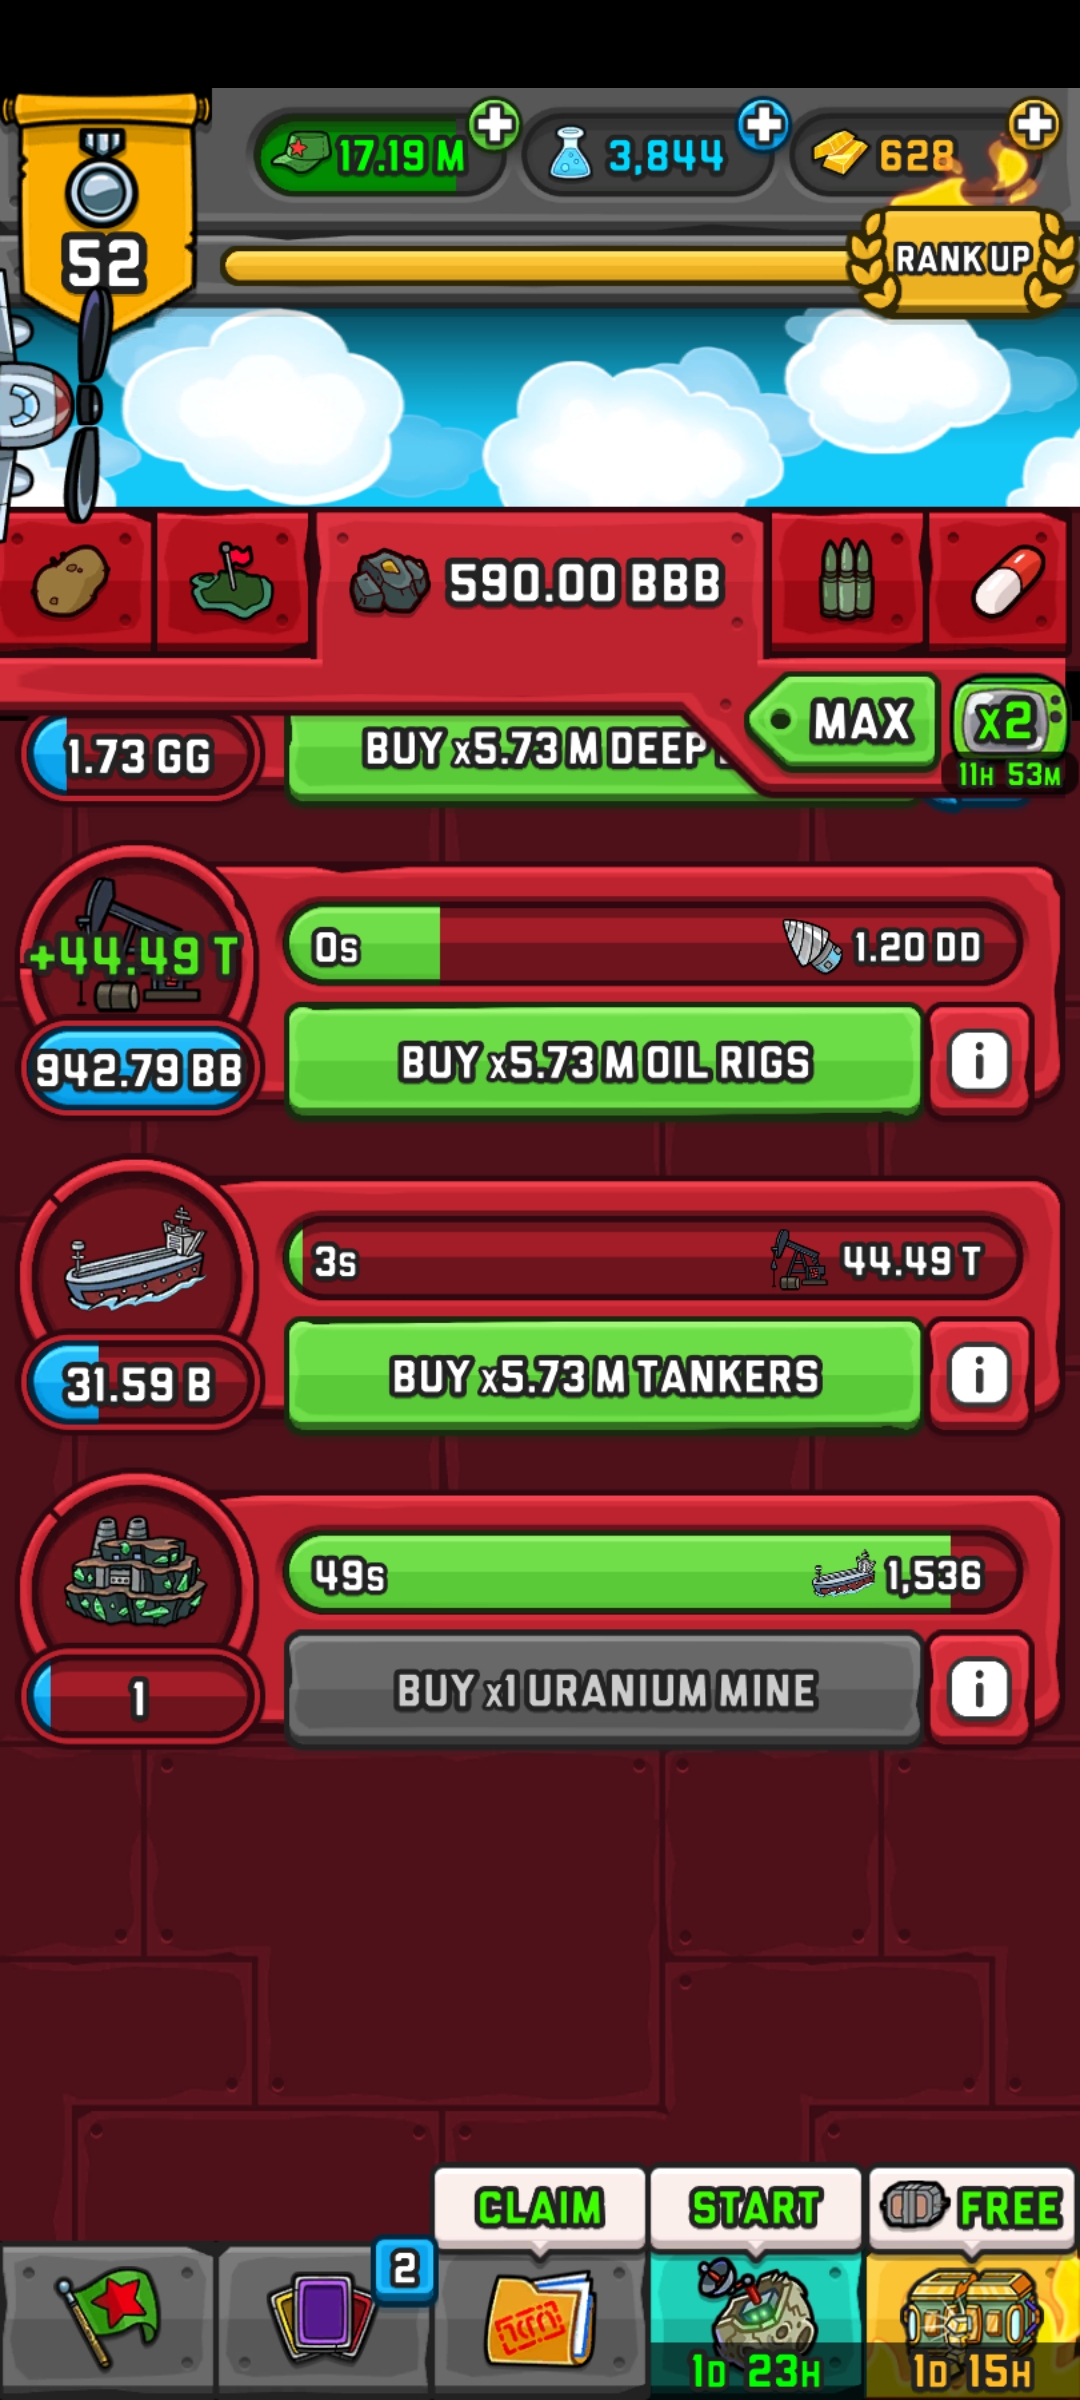 17.19 M
3,844
628
52
RANK UP
590.00 BBB
MAX
x2
11H 53M
1.73 GG
BUY x5.73 M DEEP
+44.49 T
0s
1.20 DD
942.79 BB
BUY x5.73 M OIL RIGS
3s
44.49 T
31.59 B
BUY x5.73 M TANKERS
49s
1,536
1
BUY x1 URANIUM MINE
CLAIM
START
FREE
2
1D 23H
1D 15H